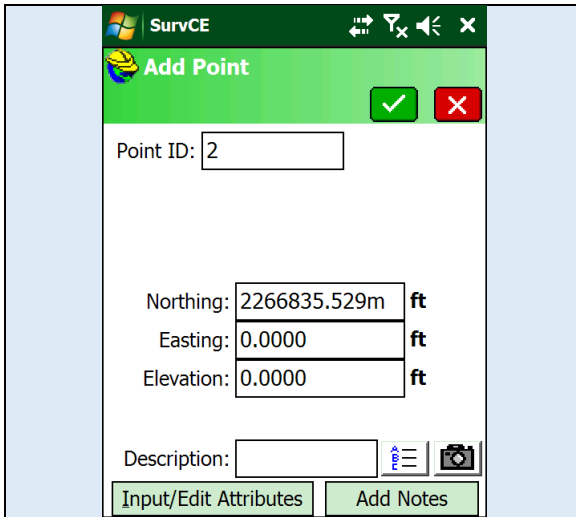 SurvCE
Add Point
Point ID: 2
Northing: 2266835.529m ft
Easting: 0.0000 ft
Elevation: 0.0000 ft
Description:
A
B
C
Input/Edit Attributes Add Notes